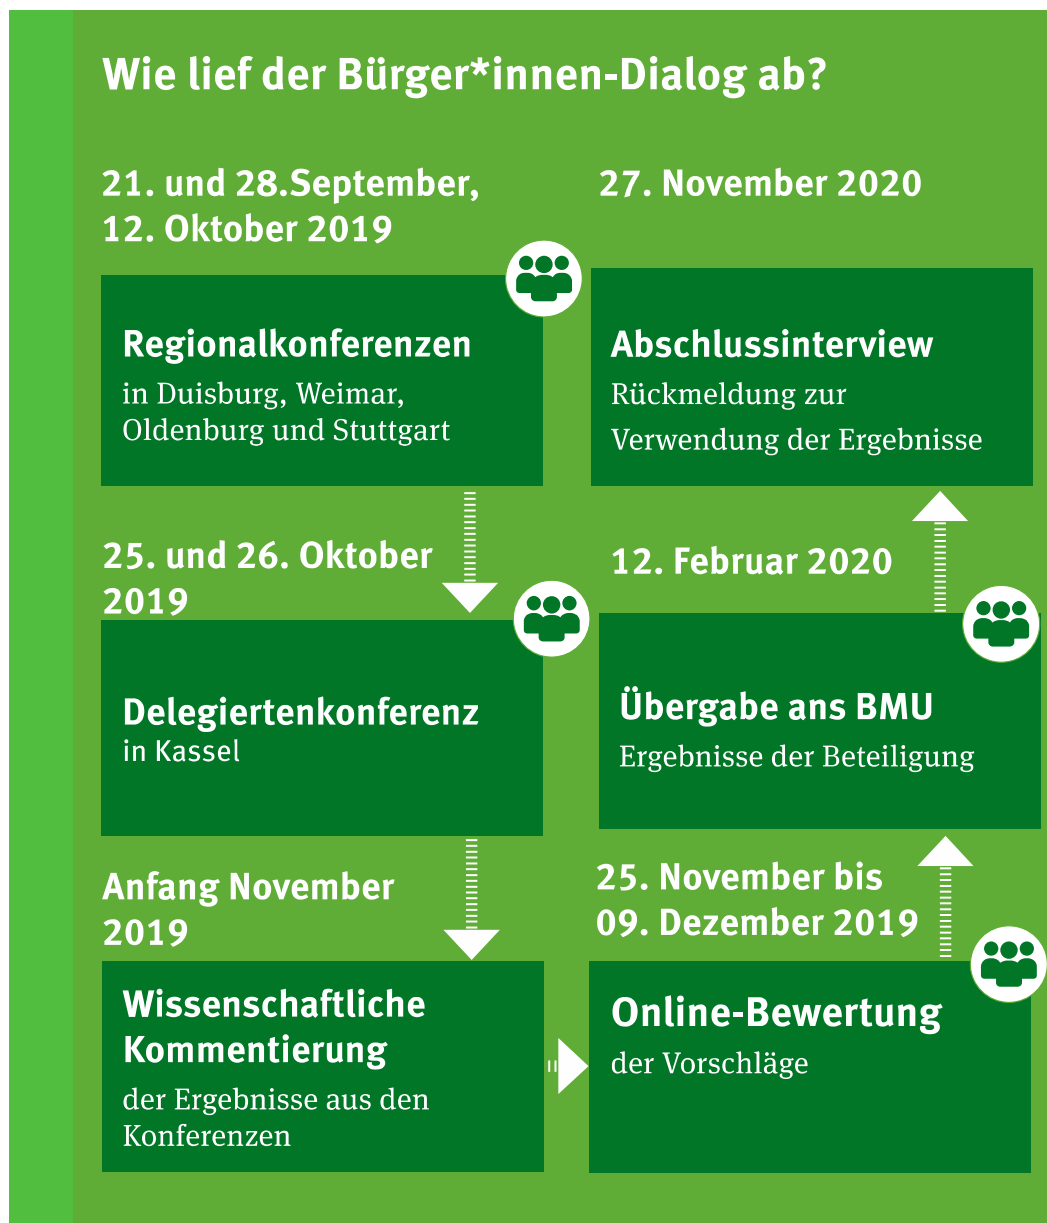 Wie lief der Bürger*innen-Dialog ab?
21. und 28.September,
12. Oktober 2019
Regionalkonferenzen
in Duisburg, Weimar,
Oldenburg und Stuttgart
25. und 26. Oktober
2019
Delegiertenkonferenz
in Kassel
Anfang November
2019
Wissenschaftliche
Kommentierung
der Ergebnisse aus den
Konferenzen
25. November bis
09. Dezember 2019
Online-Bewertung
der Vorschläge
12. Februar 2020
Übergabe ans BMU
Ergebnisse der Beteiligung
27. November 2020
Abschlussinterview
Rückmeldung zur
Verwendung der Ergebnisse